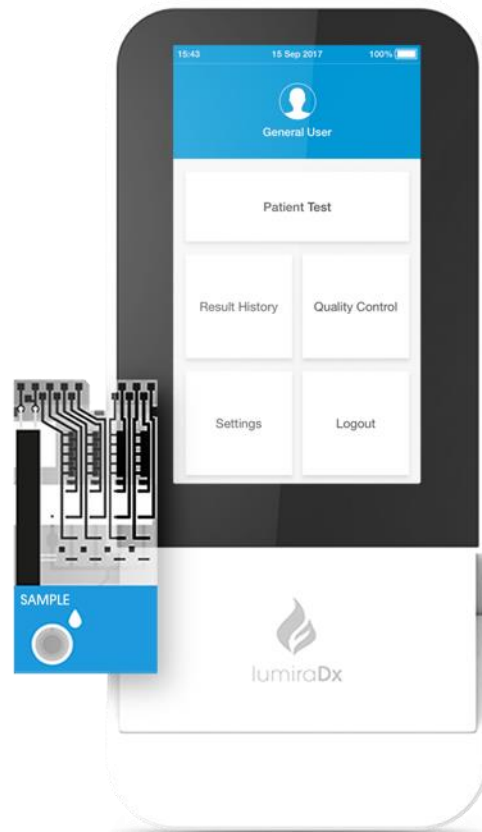 15:43 15 Sep 2017 100%
General User
Patient Test
Result History Quality Control
Settings Logout
SAMPLE
lumiraDx